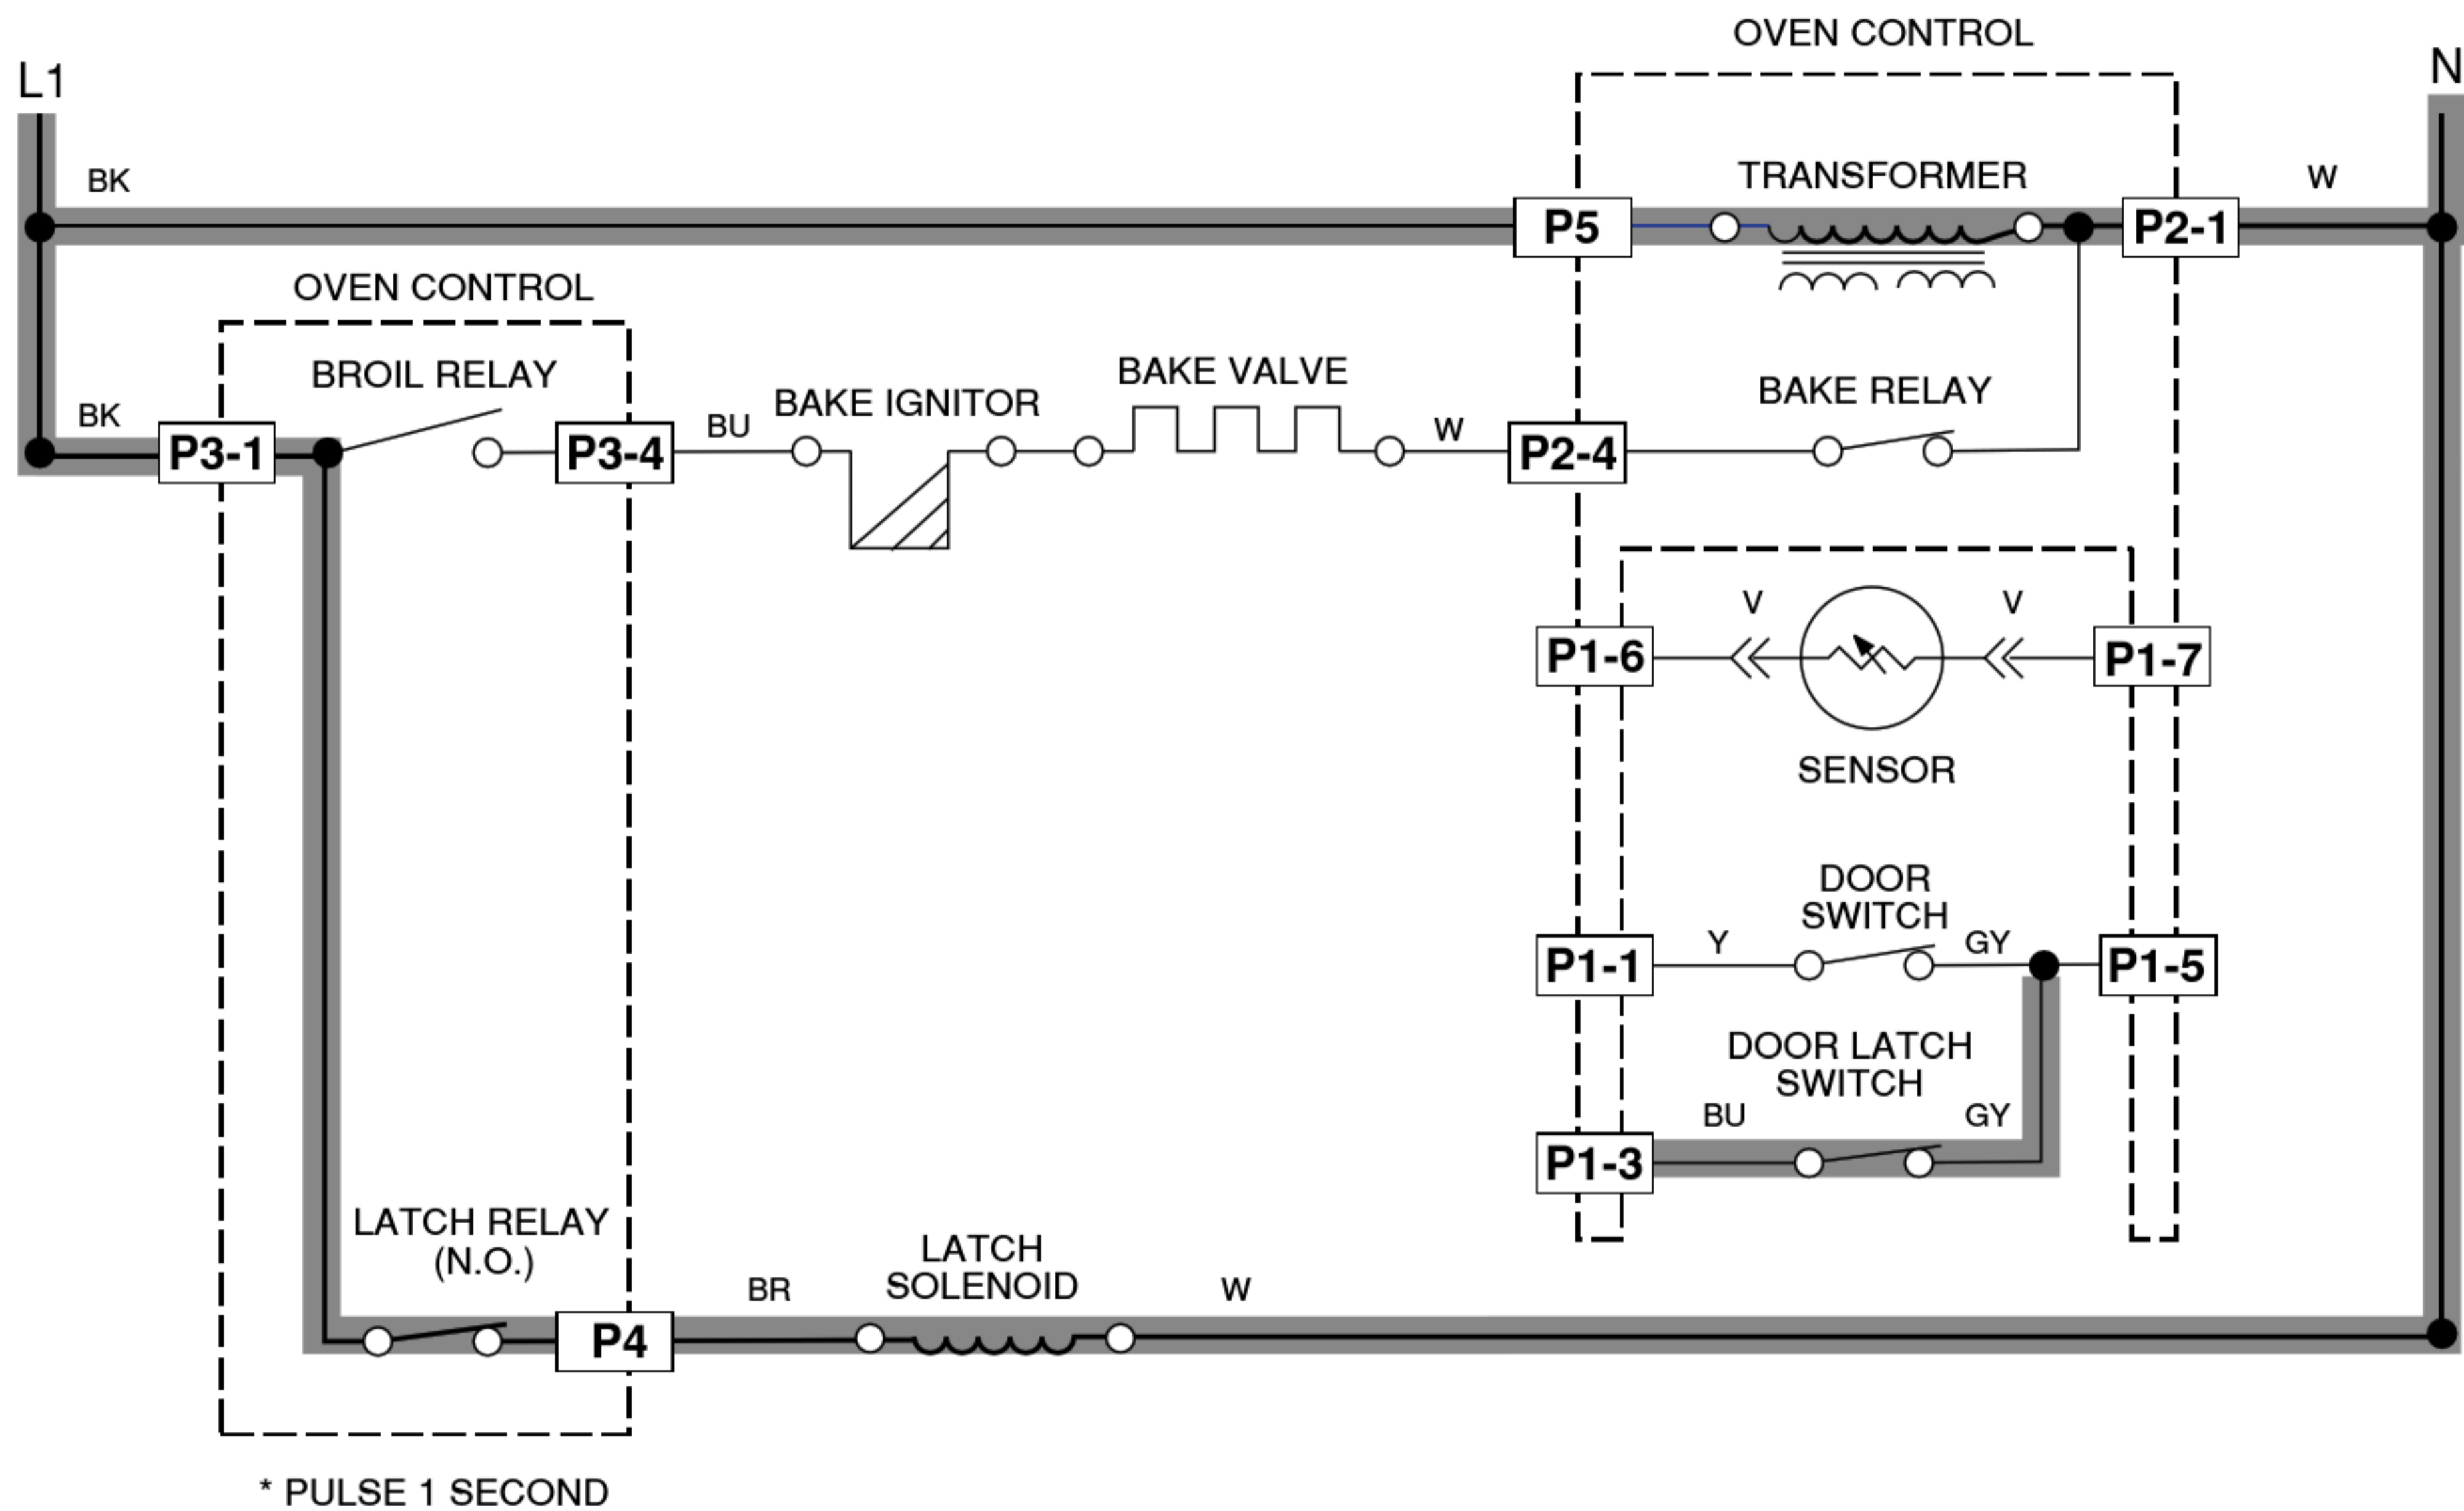 OVEN CONTROL
L1
N
BK
TRANSFORMER
W
P5
P2-1
OVEN CONTROL
BROIL RELAY
BAKE IGNITOR
BAKE VALVE
BAKE RELAY
BK
P3-1
P3-4
BU
W
P2-4
V
V
P1-6
P1-7
SENSOR
DOOR
SWITCH
Y
GY
P1-1
P1-5
DOOR LATCH
SWITCH
BU
GY
P1-3
LATCH RELAY
(N.O.)
LATCH
SOLENOID
BR
W
P4
* PULSE 1 SECOND